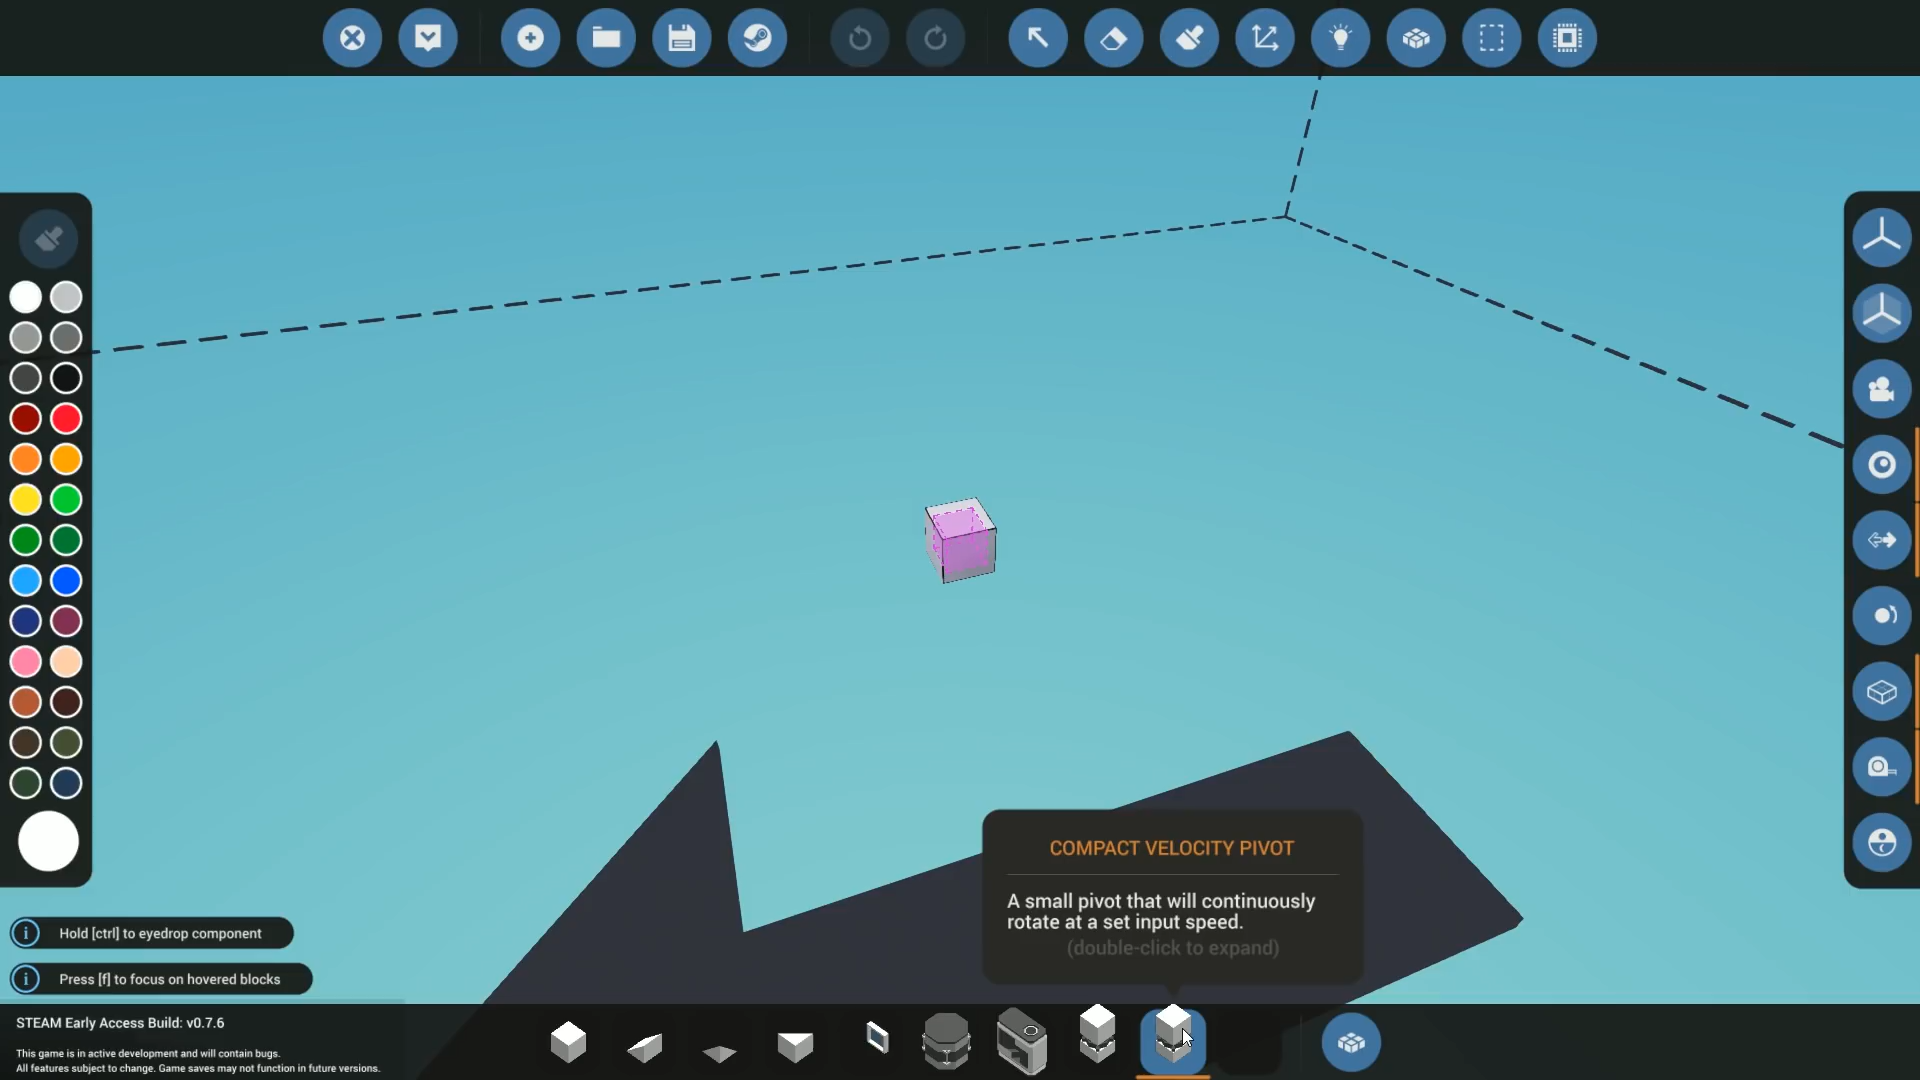 COMPACT VELOCITY PIVOT
A small pivot that will continuously
rotate at a set input speed.
(double-click to expand)
Hold [ctrl] to eyedrop component
Press [f] to focus on hovered blocks
STEAM Early Access Build: v0.7.6
This game is in active development and will contain bugs.
All features subject to change. Game saves may not function in future versions.